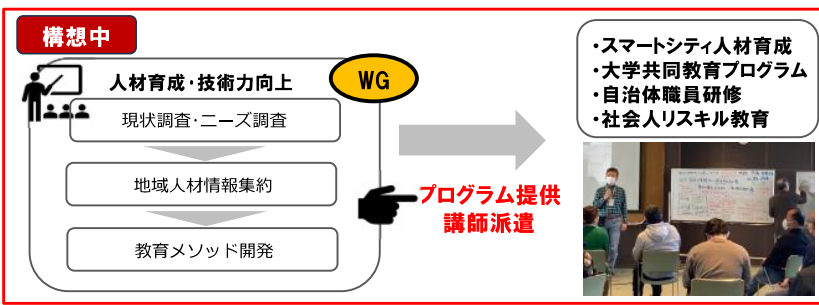 構想中
人材育成・技術力向上
WG
現状調査・ニーズ調査
地域人材情報集約
教育メソッド開発
プログラム提供
講師派遣
・スマートシティ人材育成
・大学共同教育プログラム
・自治体職員研修
・社会人リスキル教育